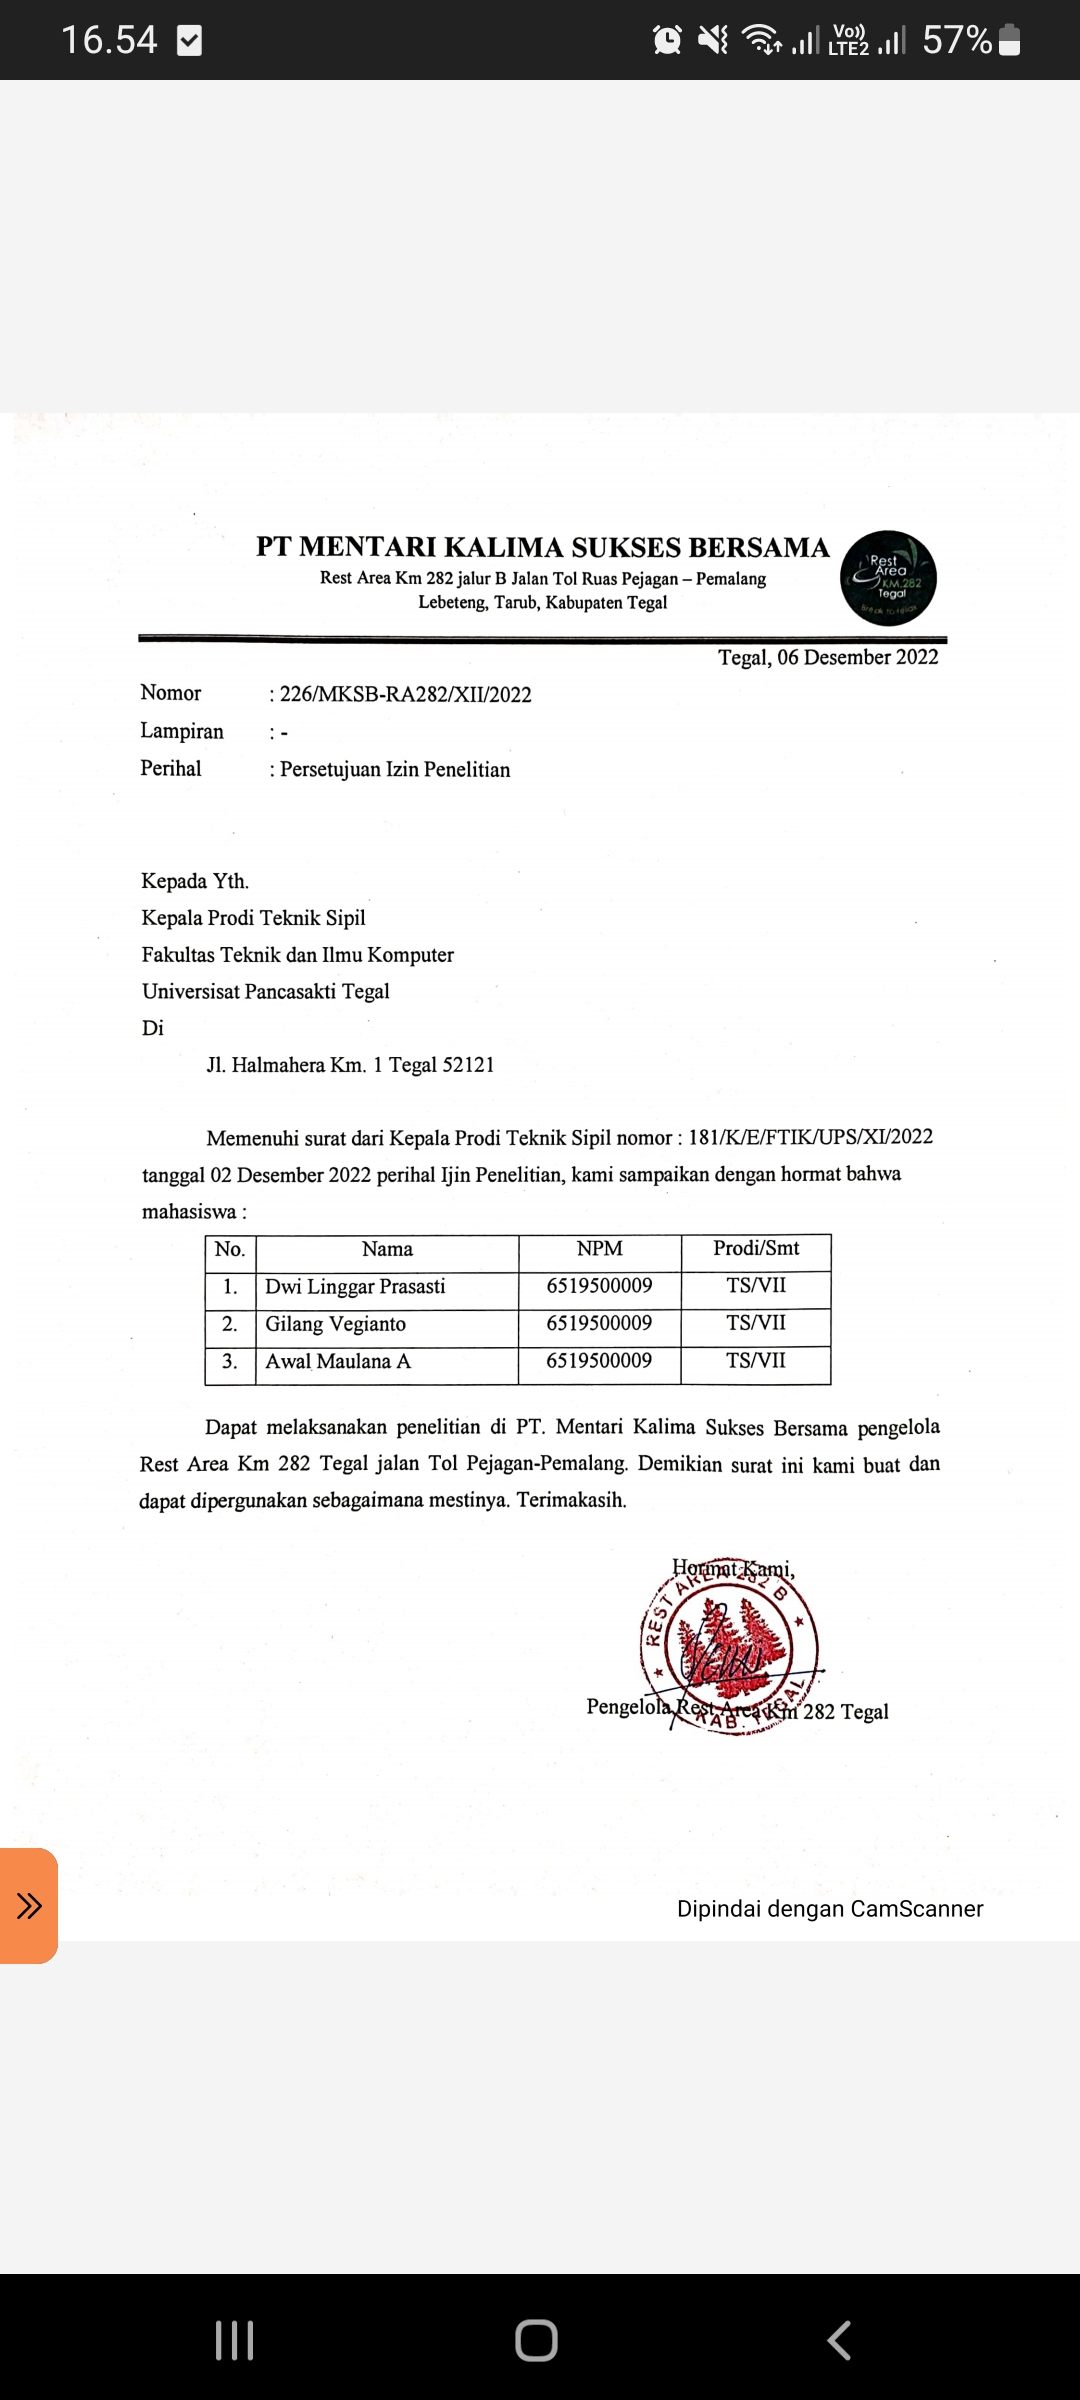 16.54
Vo)) LTE2 57%
PT MENTARI KALIMA SUKSES BERSAMA
Rest Area Km 282 jalur B Jalan Tol Ruas Pejagan – Pemalang
Lebeteng, Tarub, Kabupaten Tegal
Rest
Area
KM.282
Tegal
Tegal, 06 Desember 2022
Nomor : 226/MKSB-RA282/XII/2022
Lampiran : -
Perihal : Persetujuan Izin Penelitian
Kepada Yth.
Kepala Prodi Teknik Sipil
Fakultas Teknik dan Ilmu Komputer
Universisat Pancasakti Tegal
Di
Jl. Halmahera Km. 1 Tegal 52121
Memenuhi surat dari Kepala Prodi Teknik Sipil nomor : 181/K/E/FTIK/UPS/XI/2022
tanggal 02 Desember 2022 perihal Ijin Penelitian, kami sampaikan dengan hormat bahwa
mahasiswa :
No. Nama NPM Prodi/Smt
1. Dwi Linggar Prasasti 6519500009 TS/VII
2. Gilang Vegianto 6519500009 TS/VII
3. Awal Maulana A 6519500009 TS/VII
Dapat melaksanakan penelitian di PT. Mentari Kalima Sukses Bersama pengelola
Rest Area Km 282 Tegal jalan Tol Pejagan-Pemalang. Demikian surat ini kami buat dan
dapat dipergunakan sebagaimana mestinya. Terimakasih.
Hormat Kami,
REST AREA 282 B
KAB. TEGAL
Pengelola Rest Area Km 282 Tegal
Dipindai dengan CamScanner